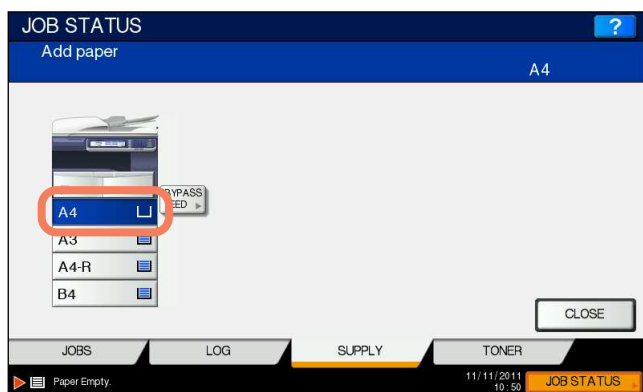 JOB STATUS
?
Add paper
A4
BYPASS
FEED
A4
A3
A4-R
B4
CLOSE
JOBS
LOG
SUPPLY
TONER
Paper Empty.
11/11/2011
10:50
JOB STATUS